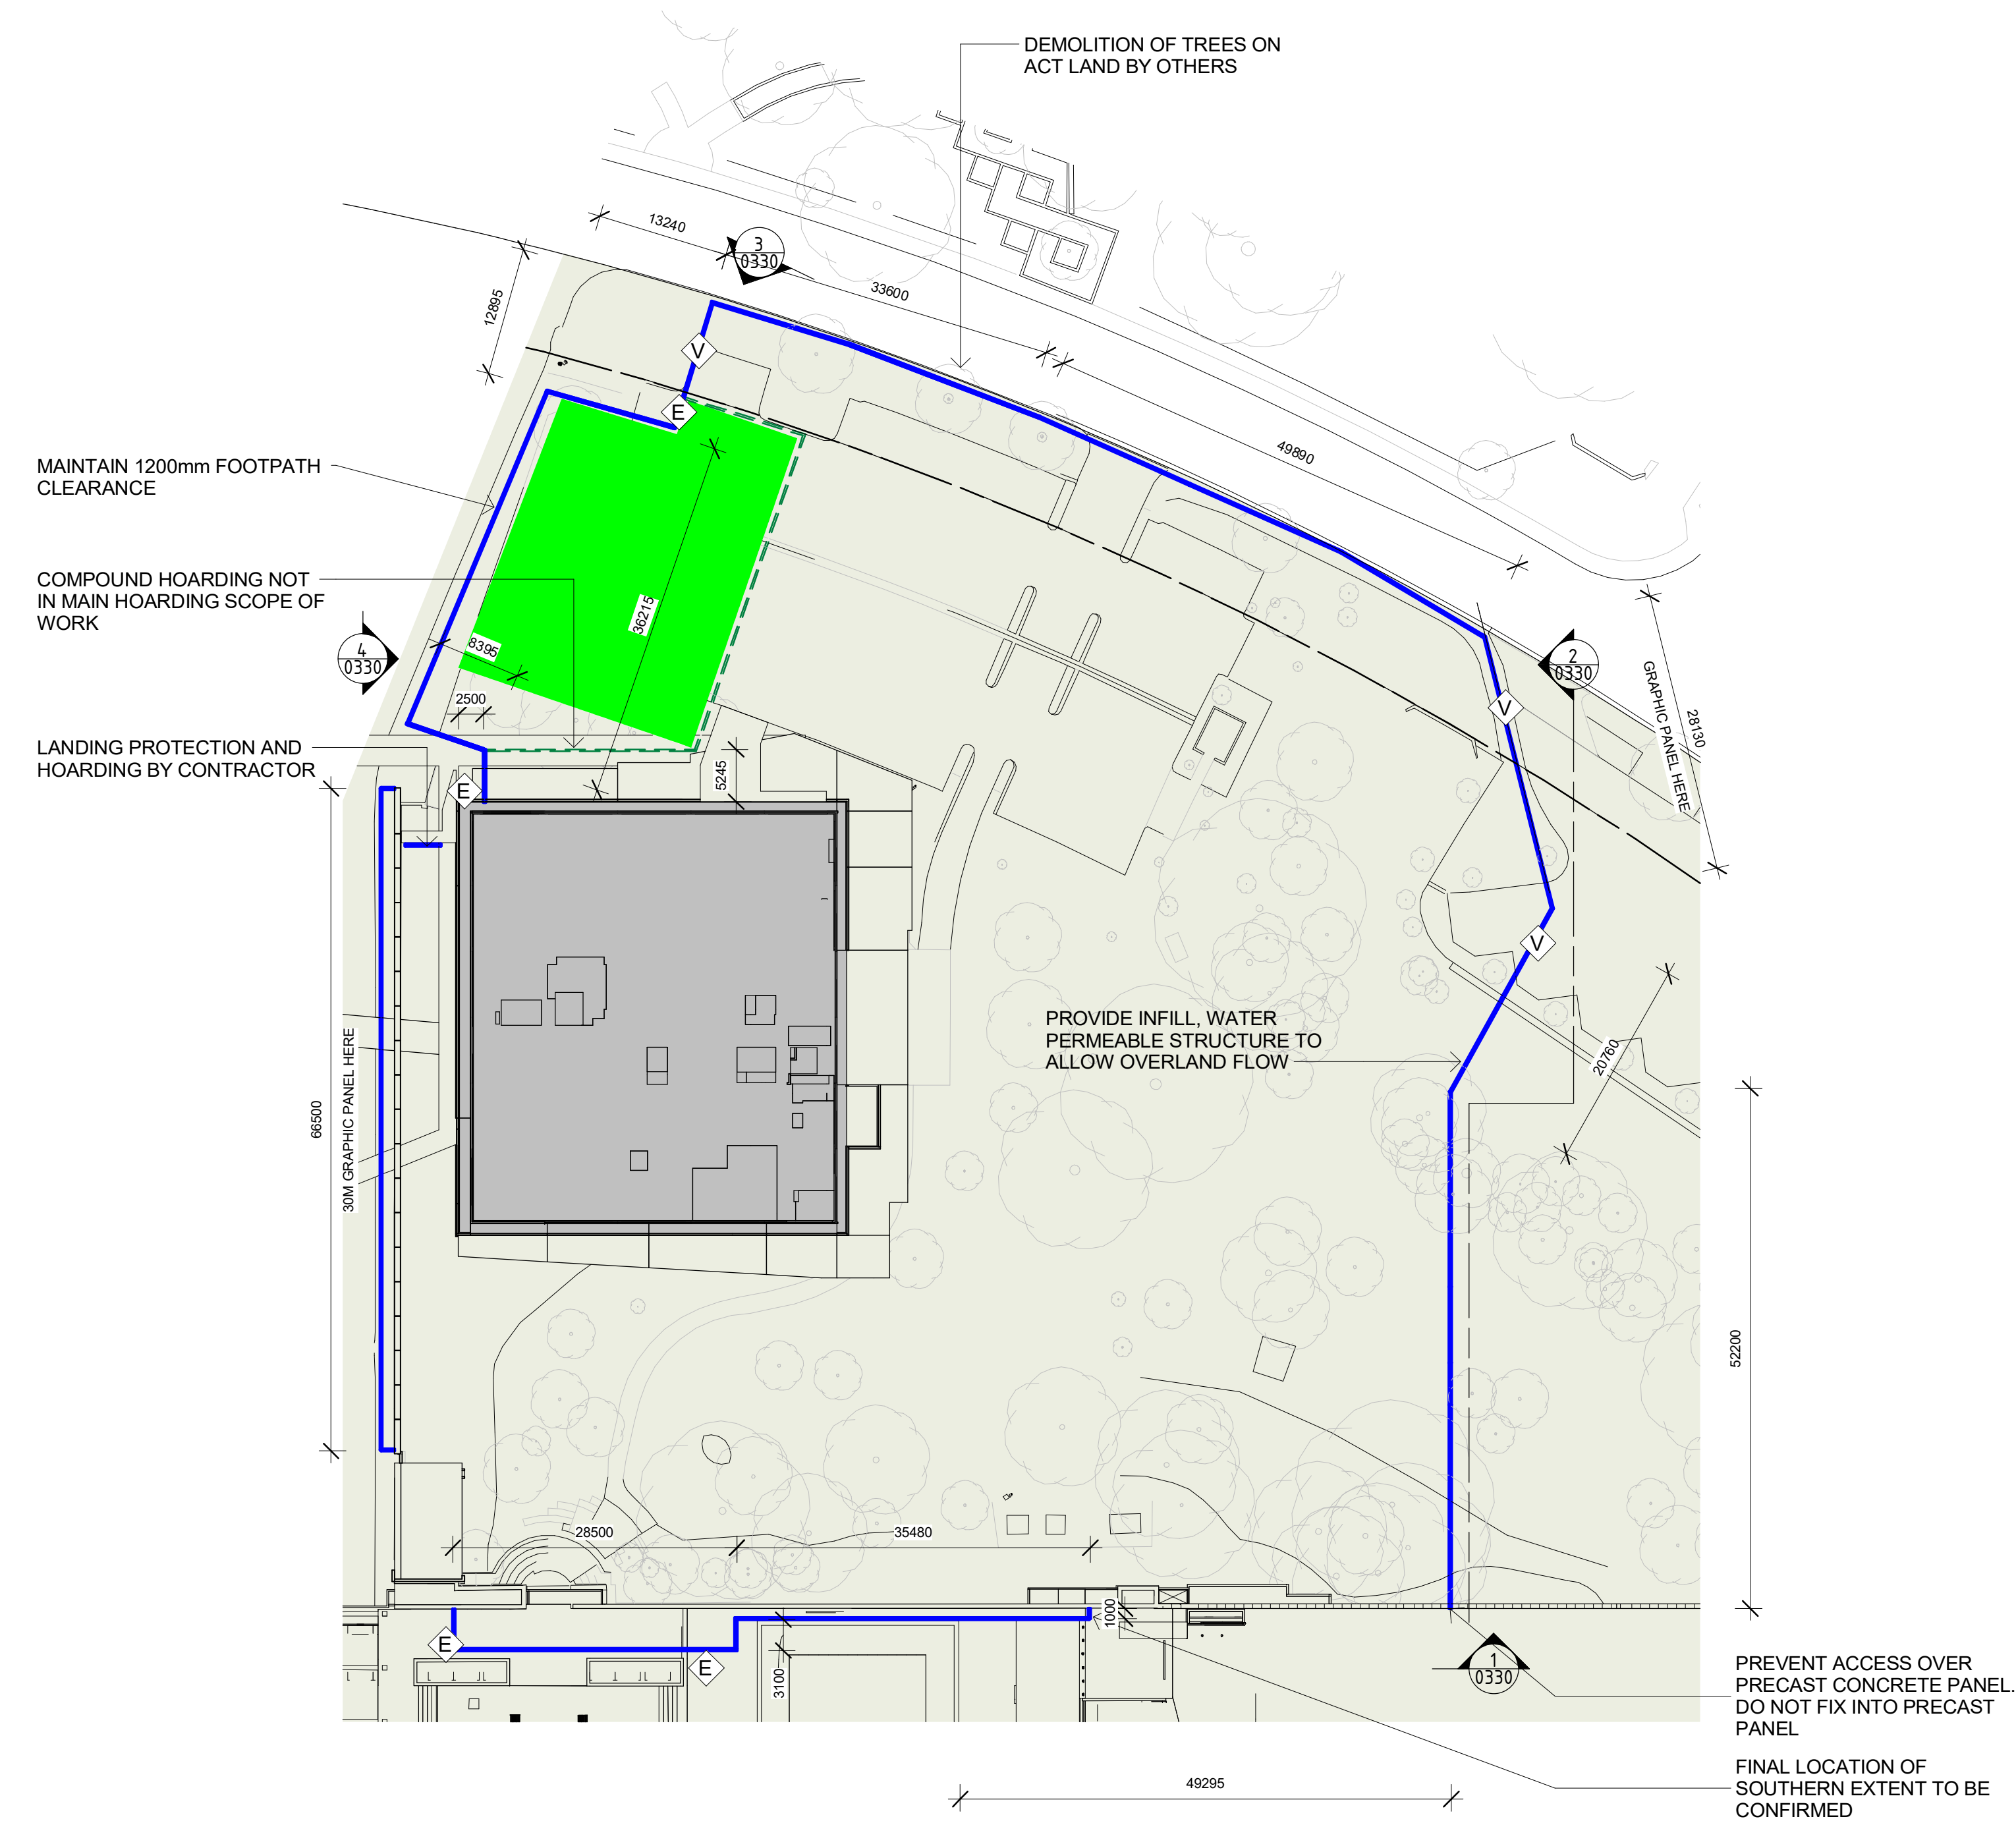 DEMOLITION OF TREES ON
ACT LAND BY OTHERS
13240
3
0330
33600
12895
V
E
49890
MAINTAIN 1200mm FOOTPATH
CLEARANCE
COMPOUND HOARDING NOT
IN MAIN HOARDING SCOPE OF
WORK
36215
4
0330
8395
2500
2
0330
V
GRAPHIC PANEL HERE
28130
LANDING PROTECTION AND
HOARDING BY CONTRACTOR
5245
E
V
PROVIDE INFILL, WATER
PERMEABLE STRUCTURE TO
ALLOW OVERLAND FLOW
20760
66500
30M GRAPHIC PANEL HERE
52200
28500
35480
1000
E
E
3100
1
0330
PREVENT ACCESS OVER
PRECAST CONCRETE PANEL.
DO NOT FIX INTO PRECAST
PANEL
FINAL LOCATION OF
SOUTHERN EXTENT TO BE
CONFIRMED
49295